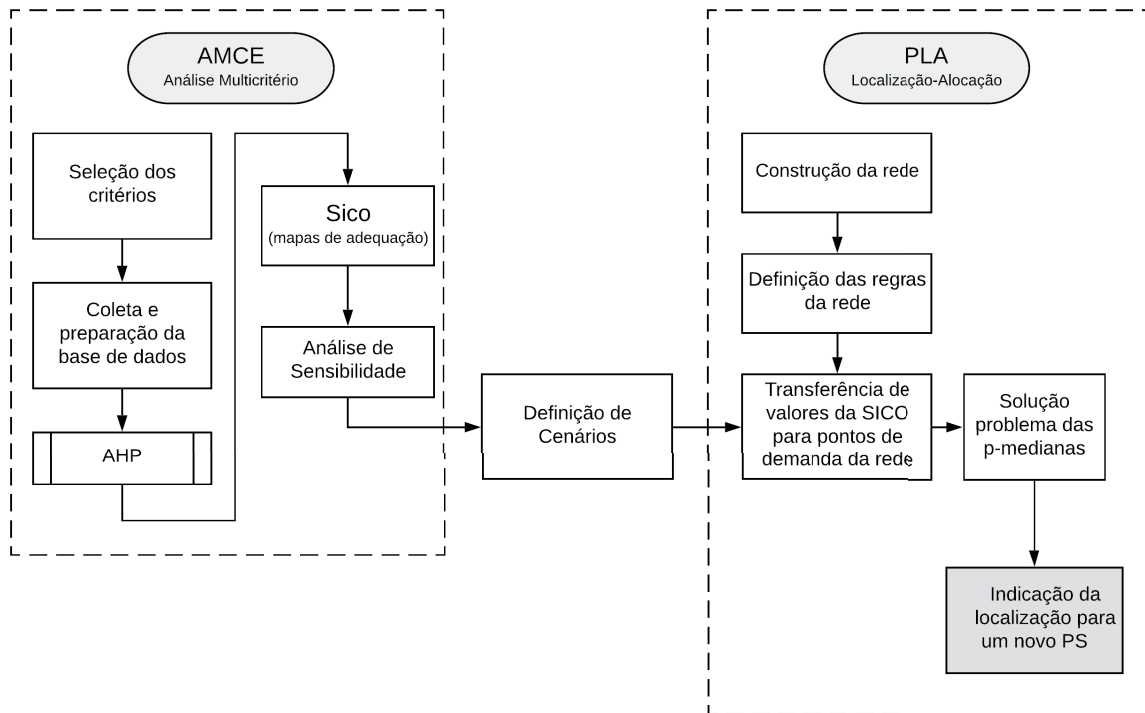 AMCE
Análise Multicritério
Seleção dos
critérios
Coleta e
preparação da
base de dados
AHP
Sico
(mapas de adequação)
Análise de
Sensibilidade
Definição de
Cenários
PLA
Localização-Alocação
Construção da rede
Definição das regras
da rede
Transferência de
valores da SICO
para pontos de
demanda da rede
Solução
problema das
p-medianas
Indicação da
localização para
um novo PS